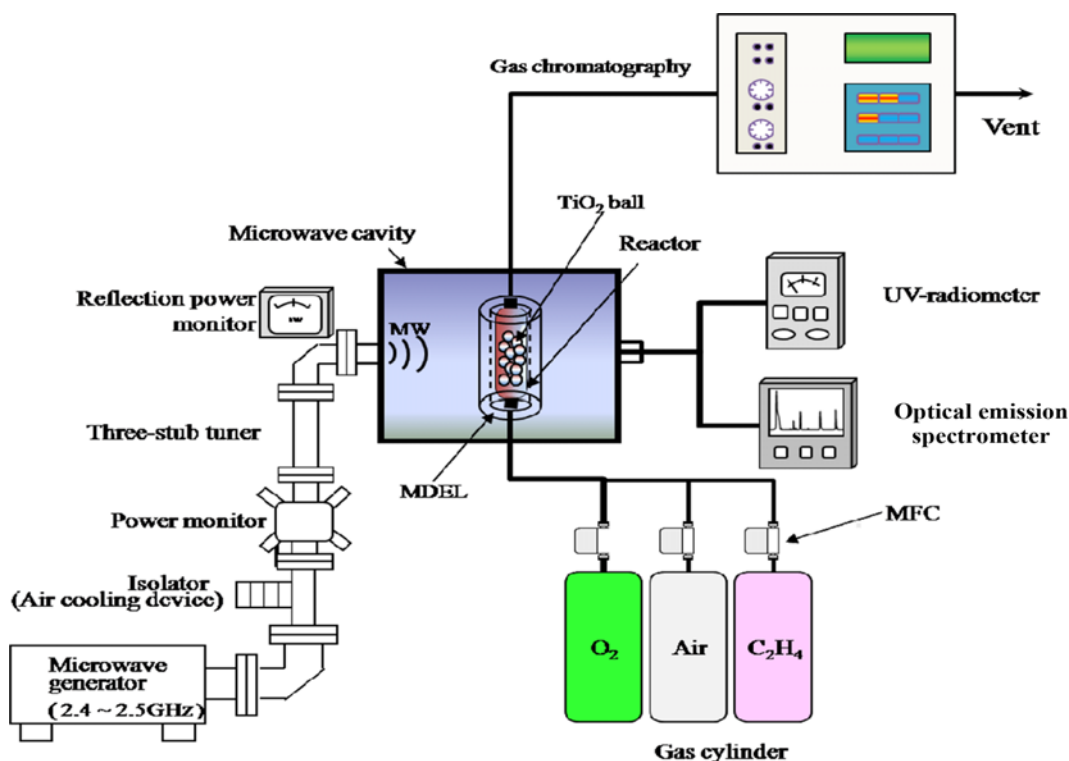 Gas chromatography
Vent
TiO₂ ball
Microwave cavity
Reactor
Reflection power
monitor
MW
UV-radiometer
Three-stub tuner
Optical emission
spectrometer
MDEL
Power monitor
MFC
Isolator
(Air cooling device)
Microwave
generator
(2.4 ~ 2.5GHz)
O₂
Air
C₂H₄
Gas cylinder